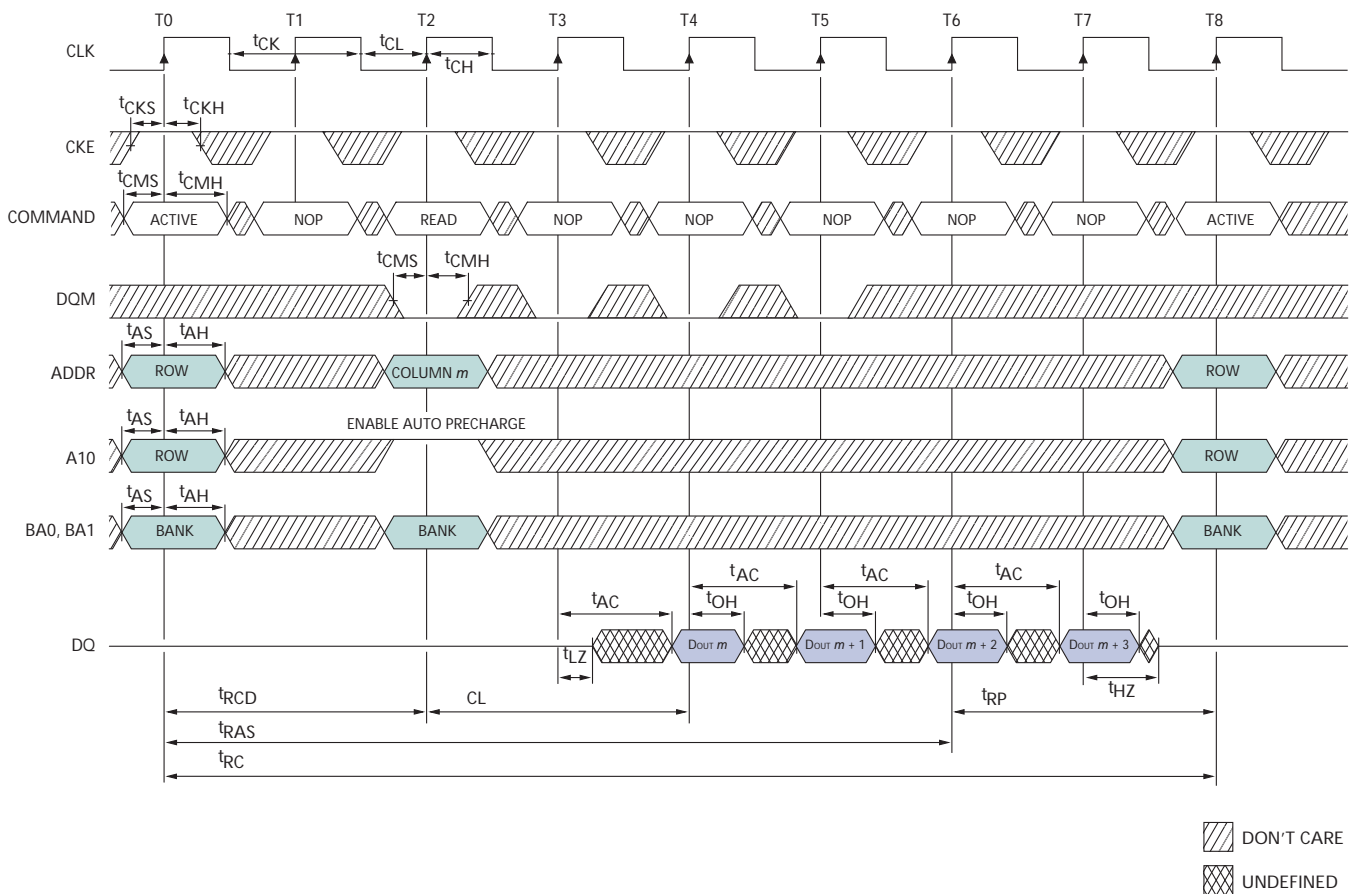 T0 T1 T2 T3 T4 T5 T6 T7 T8
CLK tCK tCL tCH
tCKS tCKH
CKE
tCMS tCMH
COMMAND ACTIVE NOP READ NOP NOP NOP NOP NOP ACTIVE
tCMS tCMH
DQM
tAS tAH
ADDR ROW COLUMN m ROW
ENABLE AUTO PRECHARGE
tAS tAH
A10 ROW ROW
tAS tAH
BA0, BA1 BANK BANK BANK
tAC tAC tAC
tAC tOH tOH tOH tOH
DQ DOUT m DOUT m + 1 DOUT m + 2 DOUT m + 3
tLZ tHZ
tRCD CL tRP
tRAS
tRC
DON'T CARE
UNDEFINED